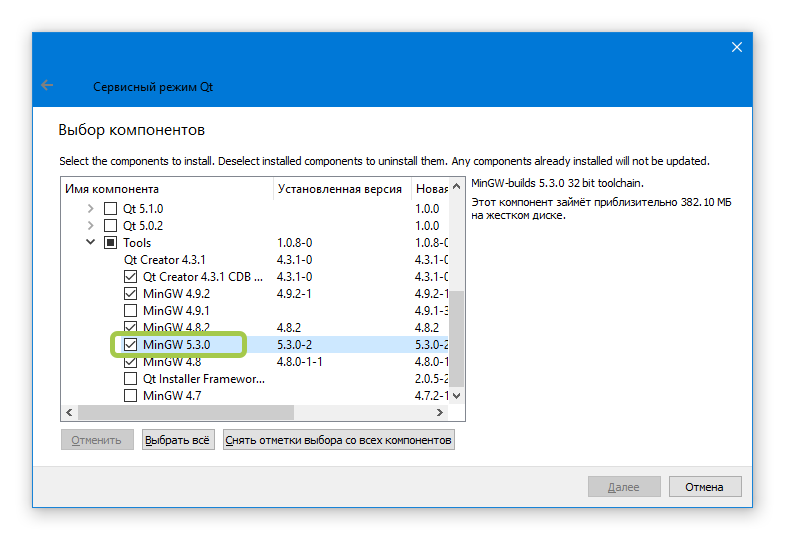 Сервисный режим Qt
Выбор компонентов
Select the components to install. Deselect installed components to uninstall them. Any components already installed will not be updated.
Имя компонента Установленная версия Новая
Qt 5.1.0 1.0.0
Qt 5.0.2 1.0.0
Tools 1.0.8-0 1.0.8-0
Qt Creator 4.3.1 4.3.1-0 4.3.1-0
Qt Creator 4.3.1 CDB ... 4.3.1-0 4.3.1-0
MinGW 4.9.2 4.9.2-1 4.9.2-1
MinGW 4.9.1 4.9.1-3
MinGW 4.8.2 4.8.2 4.8.2
MinGW 5.3.0 5.3.0-2 5.3.0-2
MinGW 4.8 4.8.0-1-1 4.8.0-1
Qt Installer Framewor... 2.0.5-2
MinGW 4.7 4.7.2-1
MinGW-builds 5.3.0 32 bit toolchain.
Этот компонент займёт приблизительно 382.10 МБ
на жестком диске.
Отменить Выбрать всё Снять отметки выбора со всех компонентов
Далее Отмена